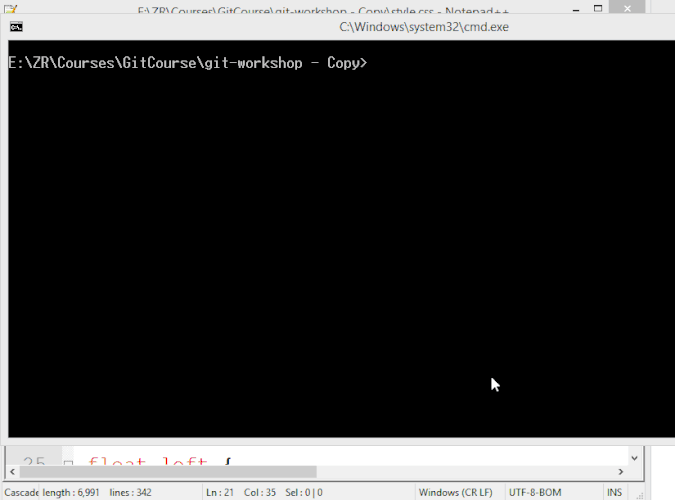 E:\ZR\Courses\GitCourse\git-workshop - Copy\style.css - Notepad++
C:\Windows\system32\cmd.exe
E:\ZR\Courses\GitCourse\git-workshop - Copy>
25 float left {
Cascade length : 6,991 lines : 342 Ln : 21 Col : 35 Sel : 0 | 0 Windows (CR LF) UTF-8-BOM INS